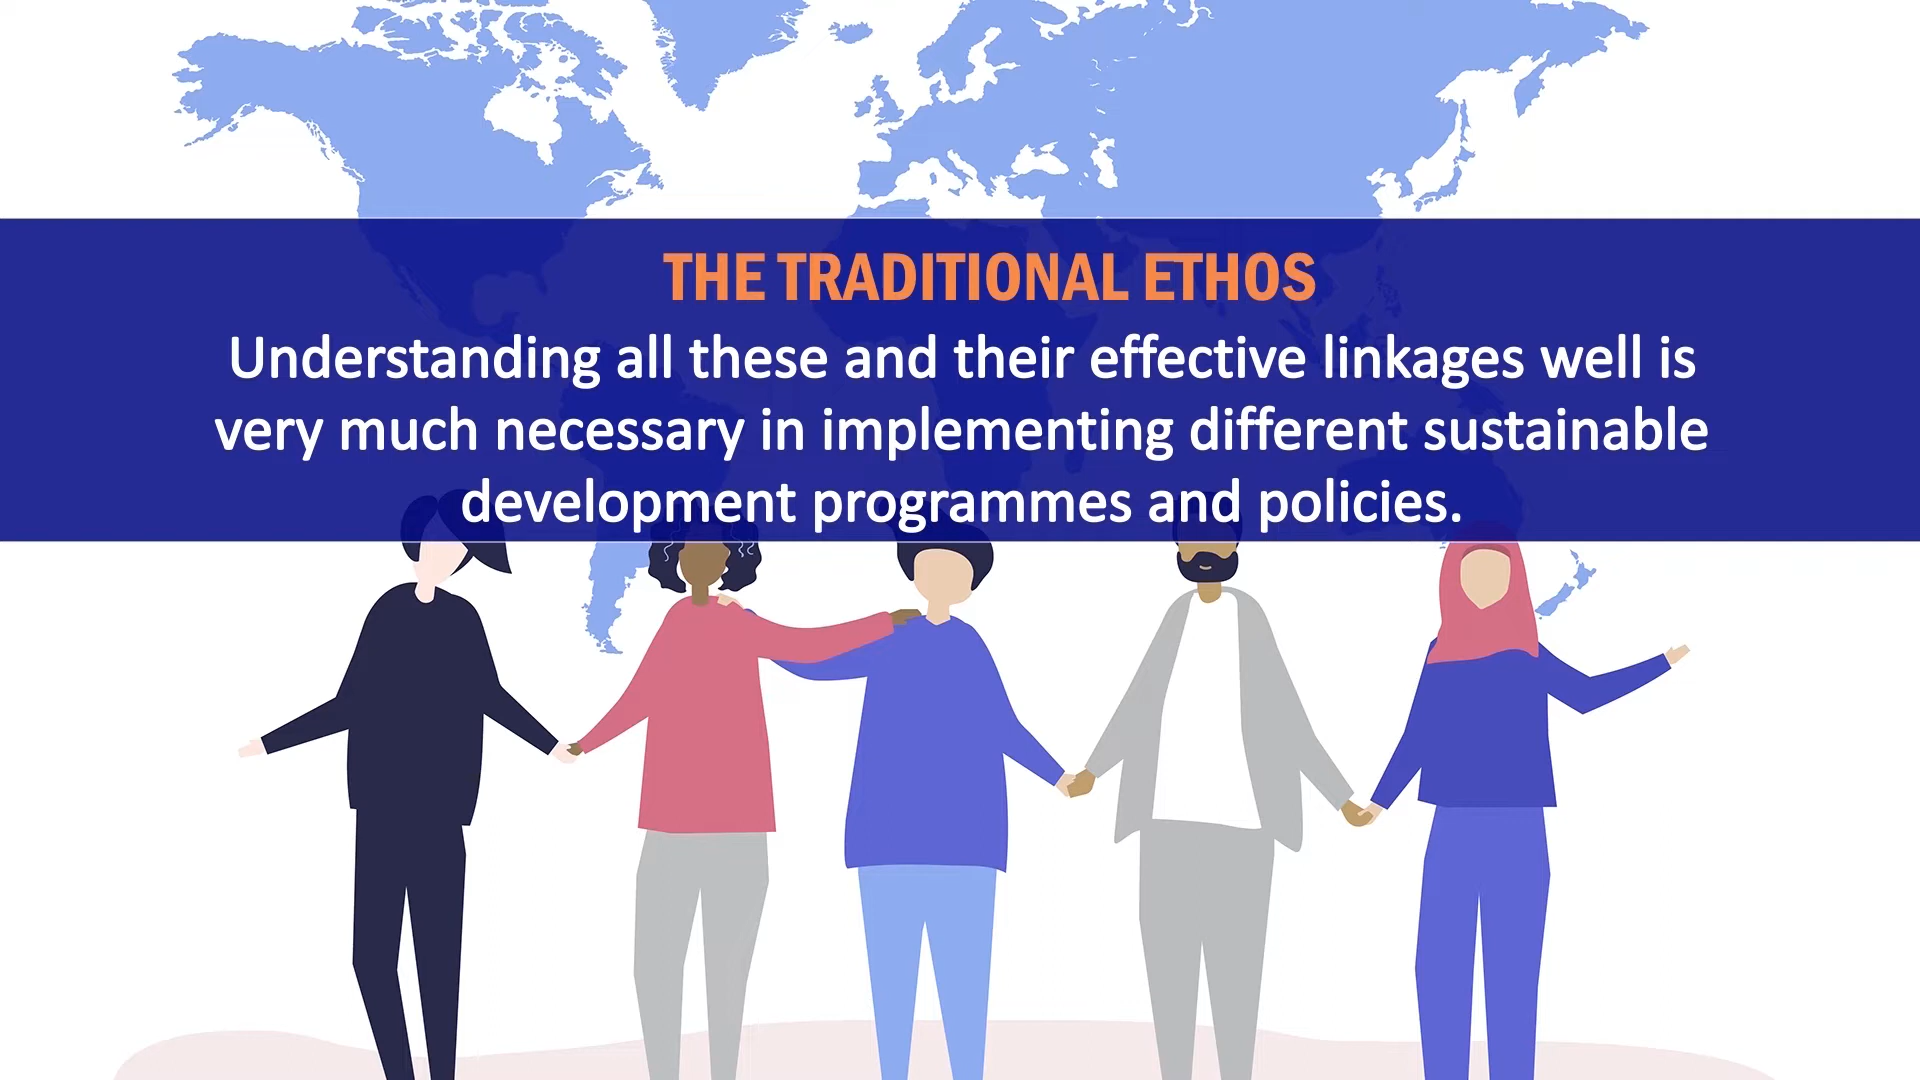 THE TRADITIONAL ETHOS
Understanding all these and their effective linkages well is
very much necessary in implementing different sustainable
development programmes and policies.